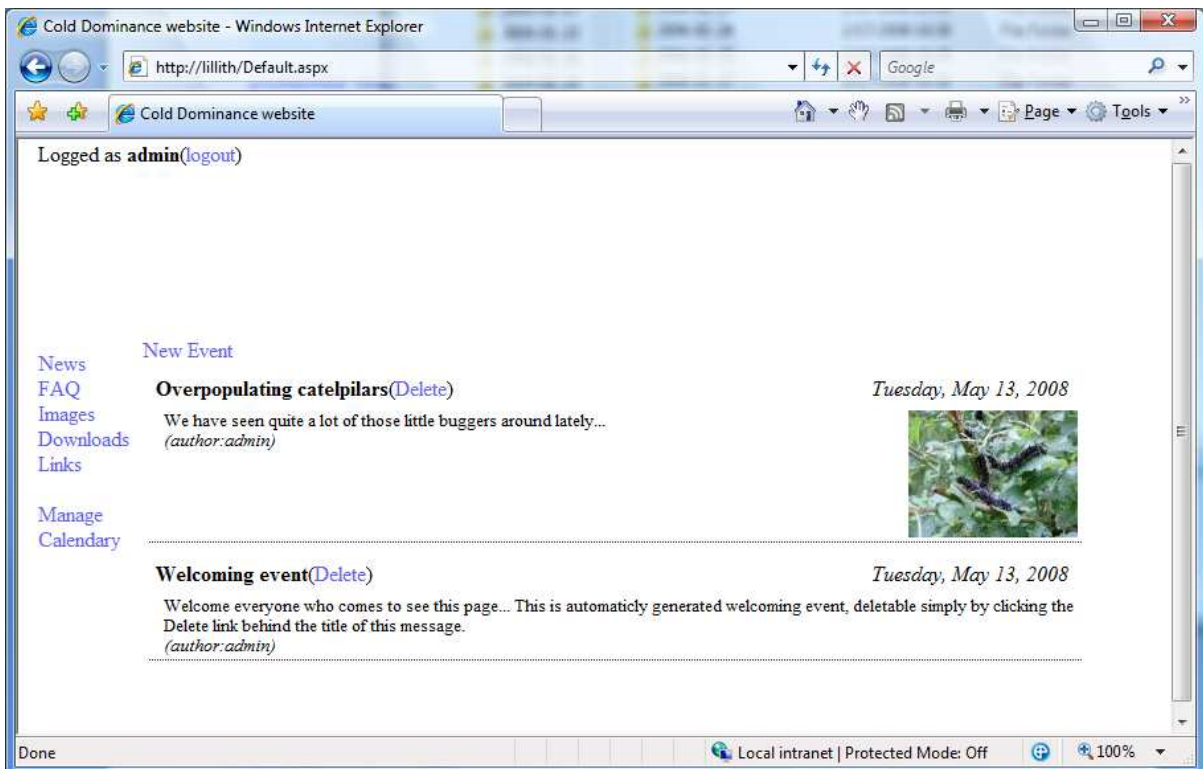 Cold Dominance website - Windows Internet Explorer
http://lillith/Default.aspx
Google
Cold Dominance website
Page
Tools
Logged as admin(logout)
New Event
News
FAQ
Images
Downloads
Links
Manage
Calendary
Overpopulating catelpilars(Delete)
Tuesday, May 13, 2008
We have seen quite a lot of those little buggers around lately...
(author:admin)
Welcoming event(Delete)
Tuesday, May 13, 2008
Welcome everyone who comes to see this page... This is automaticly generated welcoming event, deletable simply by clicking the
Delete link behind the title of this message.
(author:admin)
Done
Local intranet | Protected Mode: Off
100%